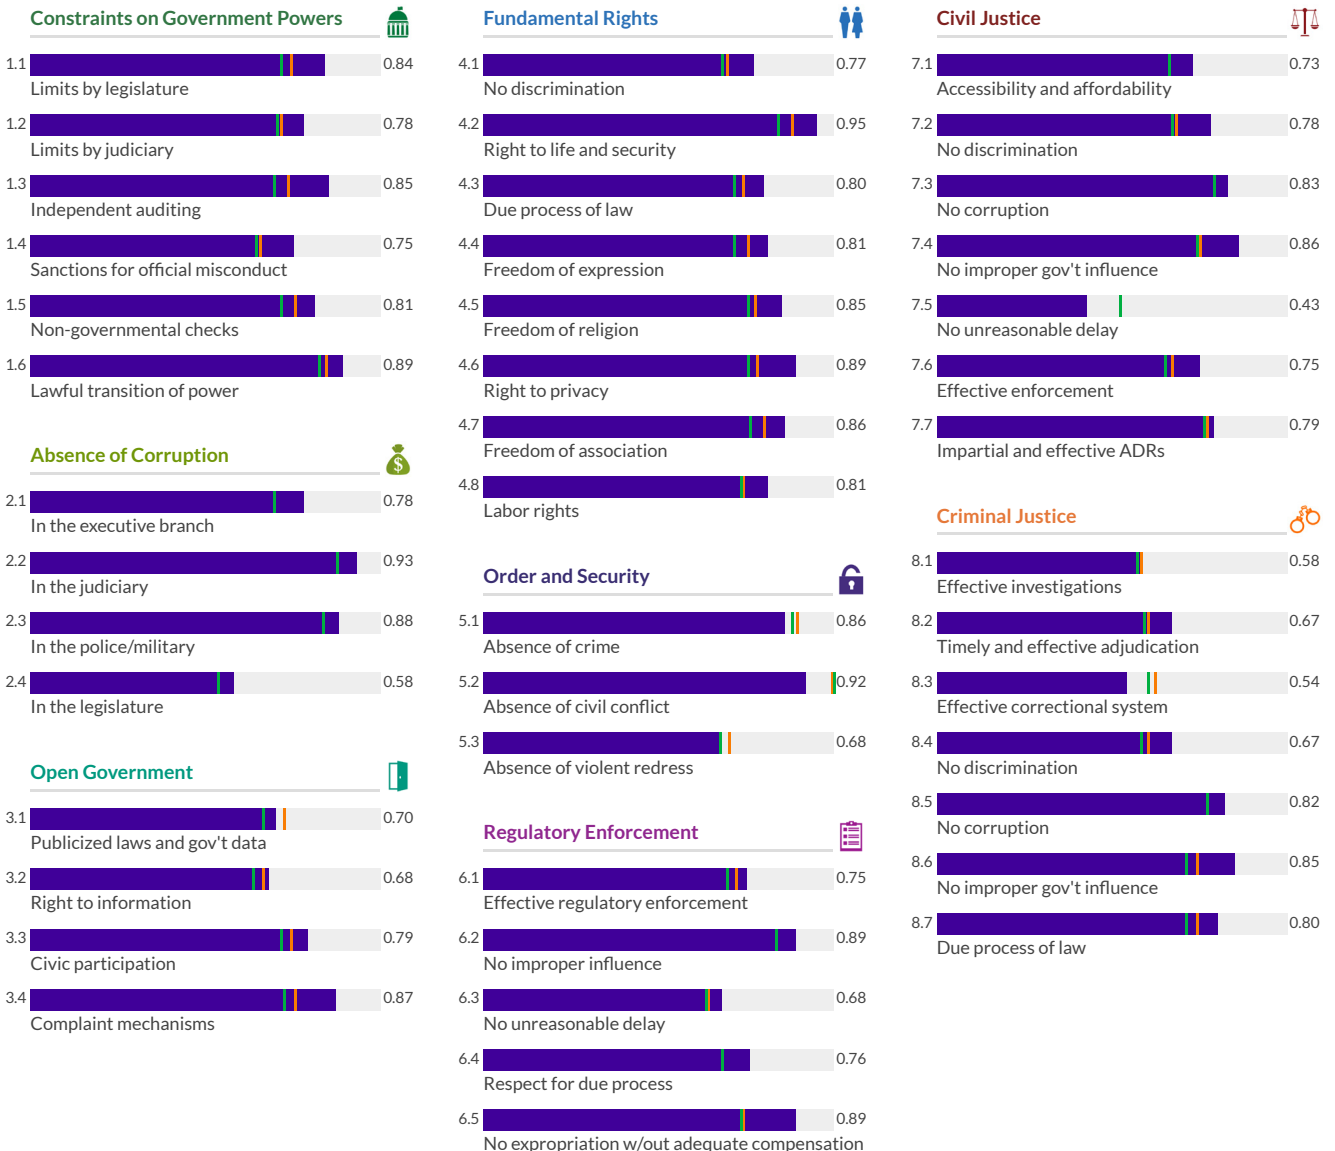 Constraints on Government Powers
1.1 0.84
Limits by legislature
1.2 0.78
Limits by judiciary
1.3 0.85
Independent auditing
1.4 0.75
Sanctions for official misconduct
1.5 0.81
Non-governmental checks
1.6 0.89
Lawful transition of power
Absence of Corruption
$
2.1 0.78
In the executive branch
2.2 0.93
In the judiciary
2.3 0.88
In the police/military
2.4 0.58
In the legislature
Open Government
3.1 0.70
Publicized laws and gov't data
3.2 0.68
Right to information
3.3 0.79
Civic participation
3.4 0.87
Complaint mechanisms
Fundamental Rights
4.1 0.77
No discrimination
4.2 0.95
Right to life and security
4.3 0.80
Due process of law
4.4 0.81
Freedom of expression
4.5 0.85
Freedom of religion
4.6 0.89
Right to privacy
4.7 0.86
Freedom of association
4.8 0.81
Labor rights
Order and Security
5.1 0.86
Absence of crime
5.2 0.92
Absence of civil conflict
5.3 0.68
Absence of violent redress
Regulatory Enforcement
6.1 0.75
Effective regulatory enforcement
6.2 0.89
No improper influence
6.3 0.68
No unreasonable delay
6.4 0.76
Respect for due process
6.5 0.89
No expropriation w/out adequate compensation
Civil Justice
7.1 0.73
Accessibility and affordability
7.2 0.78
No discrimination
7.3 0.83
No corruption
7.4 0.86
No improper gov't influence
7.5 0.43
No unreasonable delay
7.6 0.75
Effective enforcement
7.7 0.79
Impartial and effective ADRs
Criminal Justice
8.1 0.58
Effective investigations
8.2 0.67
Timely and effective adjudication
8.3 0.54
Effective correctional system
8.4 0.67
No discrimination
8.5 0.82
No corruption
8.6 0.85
No improper gov't influence
8.7 0.80
Due process of law